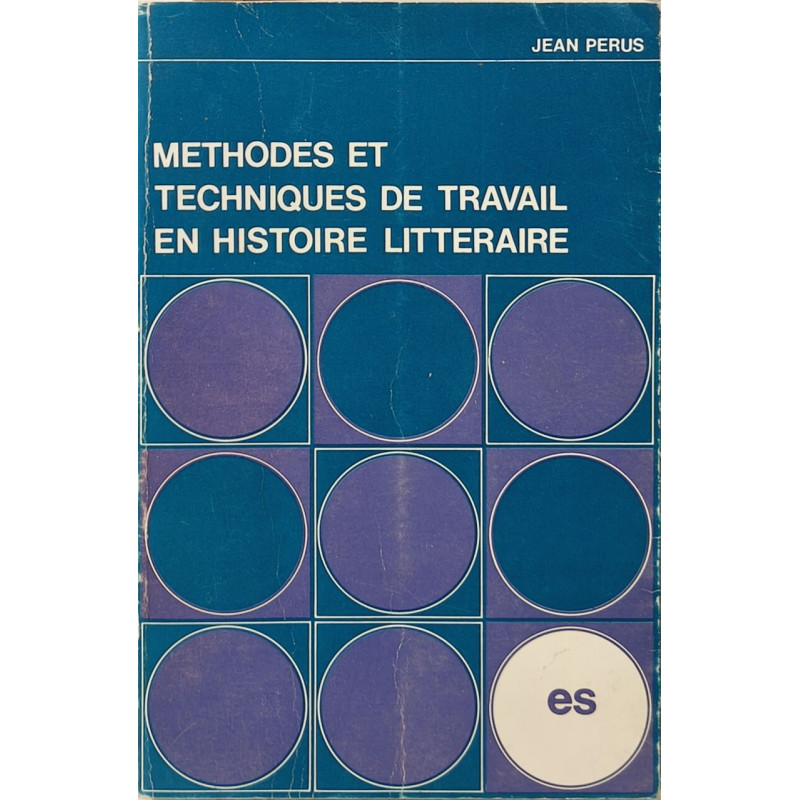 JEAN PERUS
METHODES ET
TECHNIQUES DE TRAVAIL
EN HISTOIRE LITTERAIRE
es